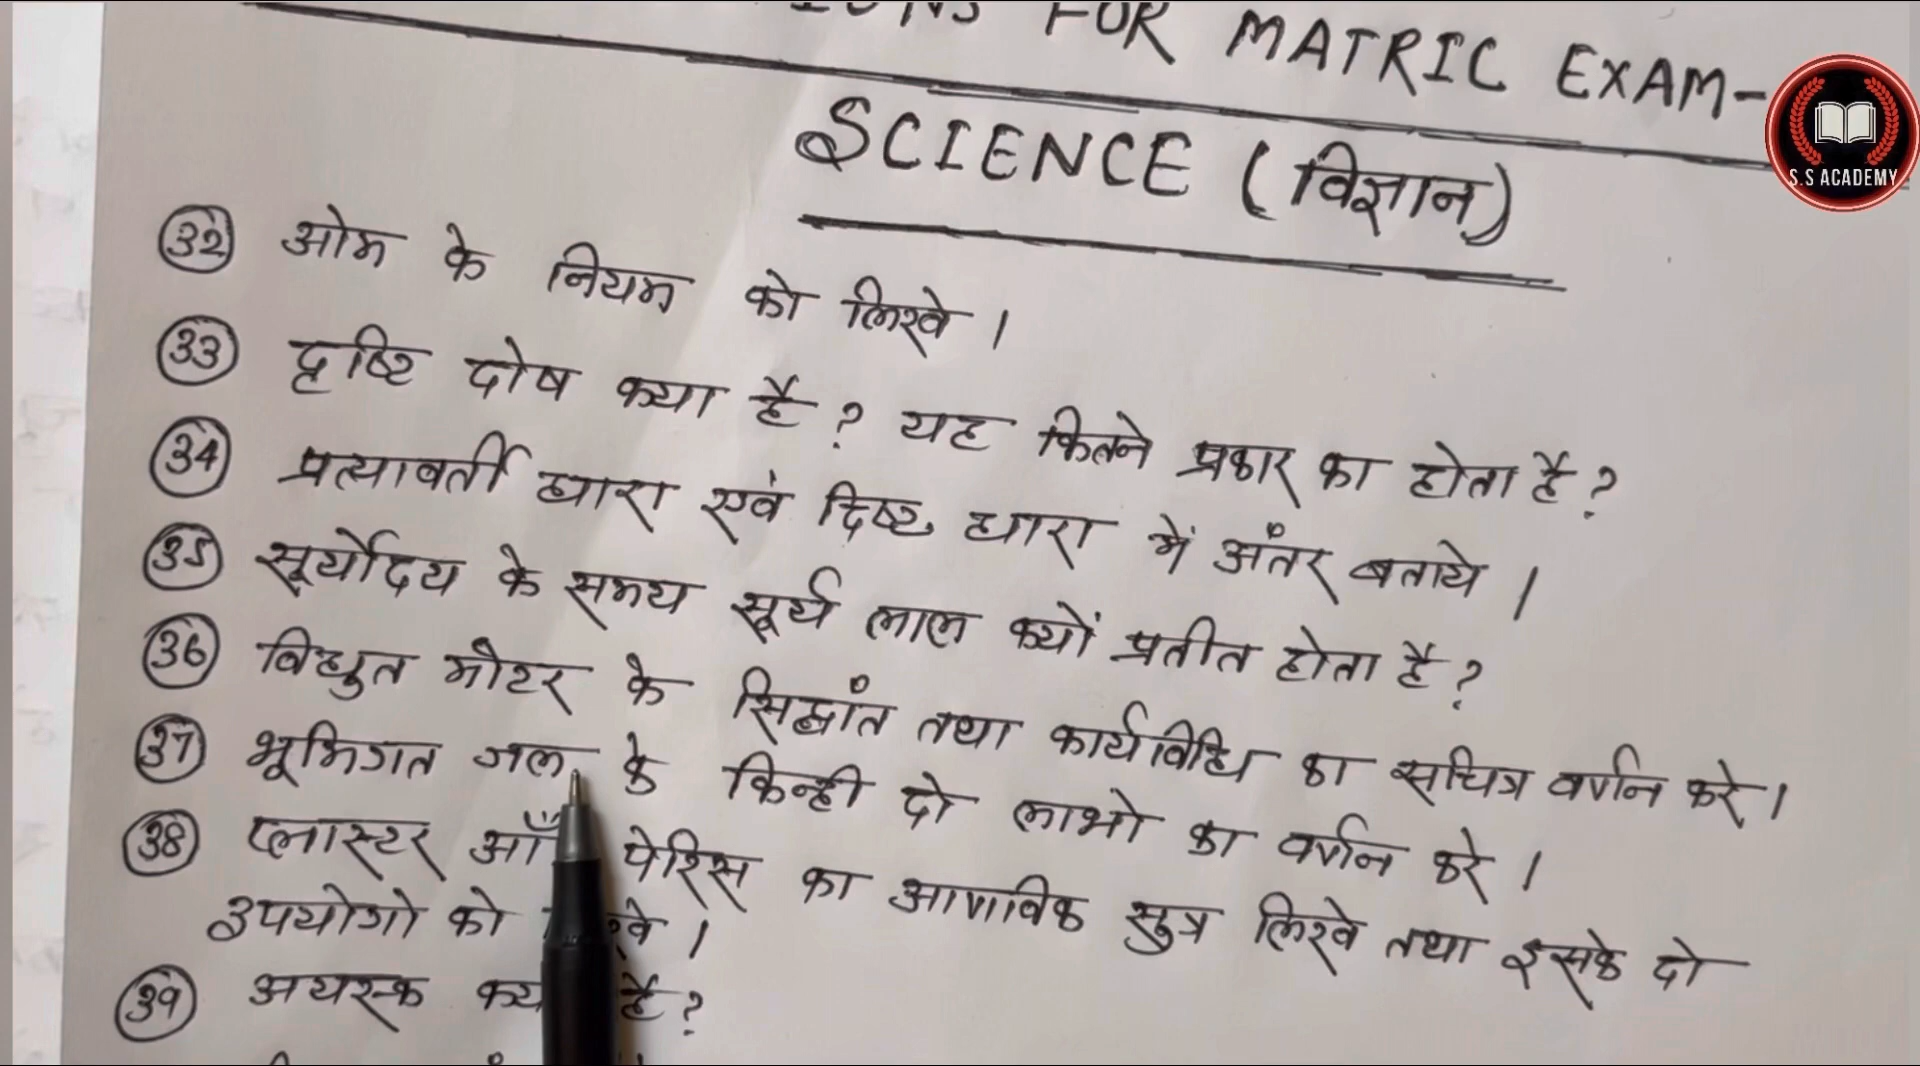 FOR MATRIC EXAM-
SCIENCE (विज्ञान)
S.S ACADEMY
32 ओम के नियम को लिखे ।
33 दृष्टि दोष क्या है ? यह कितने प्रकार का होता है ?
34 प्रत्यावर्ती धारा एवं दिष्ट धारा में अंतर बताये ।
35 सूर्योदय के समय सूर्य लाल क्यों प्रतीत होता है ?
36 विधुत मोटर के सिद्धांत तथा कार्यविधि का सचित्र वर्णन करे ।
37 भूमिगत जल के किन्ही दो लाभो का वर्णन करे ।
38 प्लास्टर ऑ पेरिस का आणविक सुत्र लिखे तथा इसके दो
उपयोगो को ।
39 अयस्क है ?